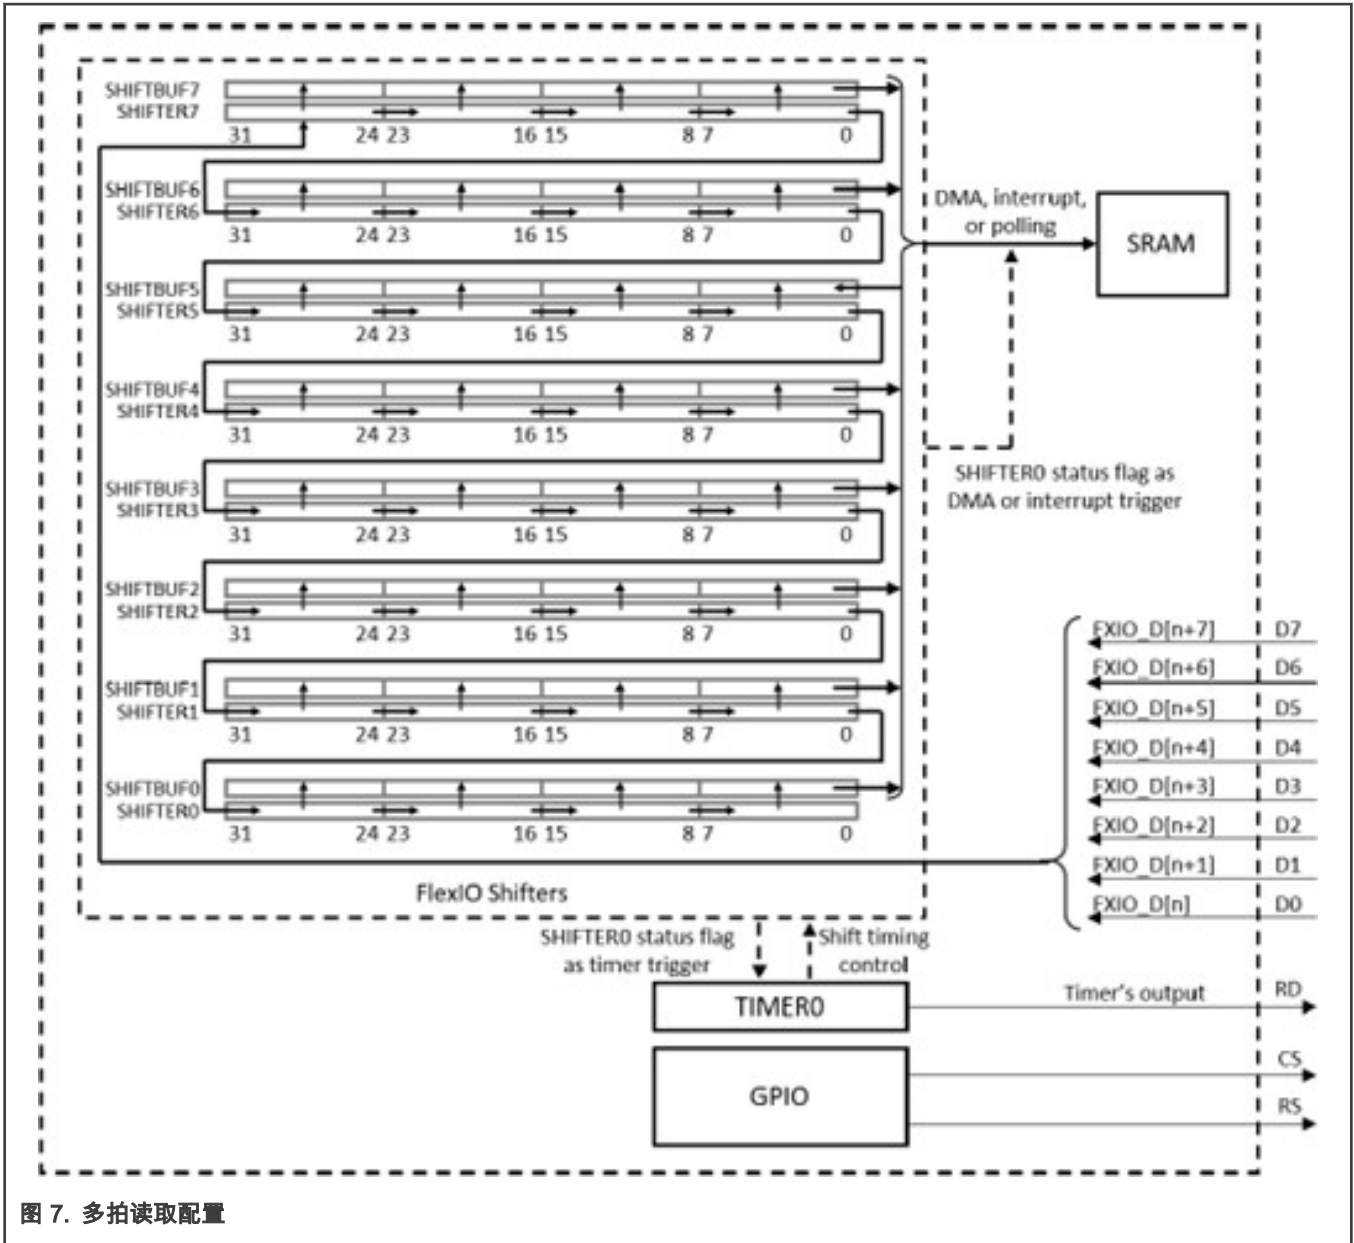 SHIFTBUF7
SHIFTER7
31 24 23 16 15 8 7 0
SHIFTBUF6
SHIFTER6
31 24 23 16 15 8 7 0
SHIFTBUF5
SHIFTER5
31 24 23 16 15 8 7 0
SHIFTBUF4
SHIFTER4
31 24 23 16 15 8 7 0
SHIFTBUF3
SHIFTER3
31 24 23 16 15 8 7 0
SHIFTBUF2
SHIFTER2
31 24 23 16 15 8 7 0
SHIFTBUF1
SHIFTER1
31 24 23 16 15 8 7 0
SHIFTBUF0
SHIFTER0
31 24 23 16 15 8 7 0
FlexIO Shifters
DMA, interrupt,
or polling
SRAM
SHIFTER0 status flag as
DMA or interrupt trigger
FXIO_D[n+7] D7
FXIO_D[n+6] D6
FXIO_D[n+5] D5
FXIO_D[n+4] D4
FXIO_D[n+3] D3
FXIO_D[n+2] D2
FXIO_D[n+1] D1
FXIO_D[n] D0
SHIFTER0 status flag
as timer trigger
Shift timing
control
TIMER0
Timer's output RD
GPIO
CS
RS
图 7. 多拍读取配置